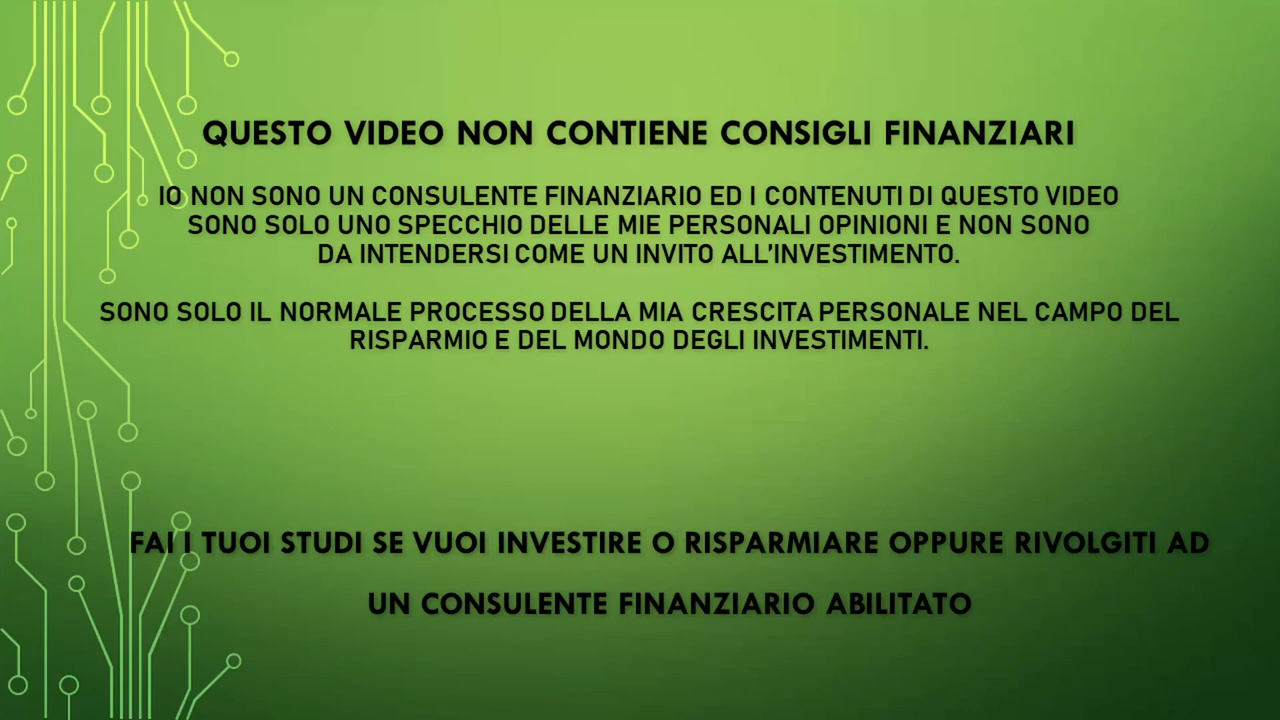 QUESTO VIDEO NON CONTIENE CONSIGLI FINANZIARI
IO NON SONO UN CONSULENTE FINANZIARIO ED I CONTENUTI DI QUESTO VIDEO
SONO SOLO UNO SPECCHIO DELLE MIE PERSONALI OPINIONI E NON SONO
DA INTENDERSI COME UN INVITO ALL'INVESTIMENTO.
SONO SOLO IL NORMALE PROCESSO DELLA MIA CRESCITA PERSONALE NEL CAMPO DEL
RISPARMIO E DEL MONDO DEGLI INVESTIMENTI.
FAI I TUOI STUDI SE VUOI INVESTIRE O RISPARMIARE OPPURE RIVOLGITI AD
UN CONSULENTE FINANZIARIO ABILITATO